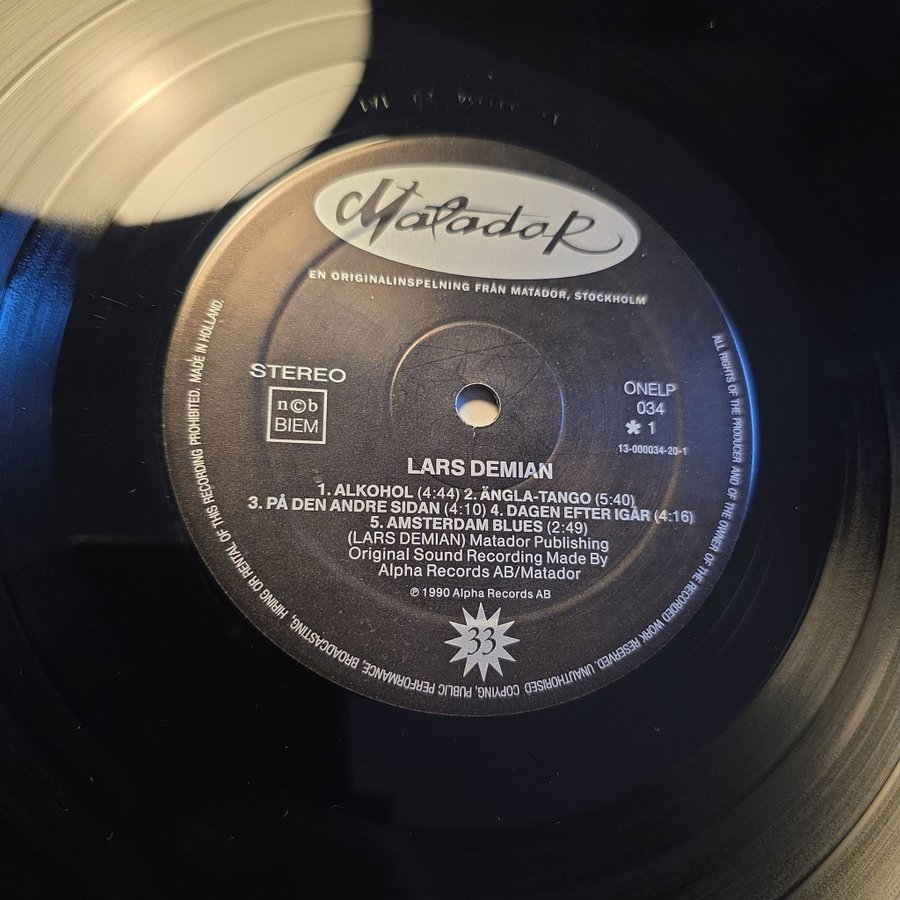 Matador
EN ORIGINALINSPELNING FRÅN MATADOR, STOCKHOLM
STEREO
n©b
BIEM
ONELP
034
* 1
13-000034-20-1
LARS DEMIAN
1. ALKOHOL (4:44) 2. ÄNGLA-TANGO (5:40)
3. PÅ DEN ANDRE SIDAN (4:10) 4. DAGEN EFTER IGÅR (4:16)
5. AMSTERDAM BLUES (2:49)
(LARS DEMIAN) Matador Publishing
Original Sound Recording Made By
Alpha Records AB/Matador
℗ 1990 Alpha Records AB
33
ALL RIGHTS OF THE PRODUCER AND OF THE OWNER OF THE RECORDED WORK RESERVED. UNAUTHORISED COPYING, PUBLIC PERFORMANCE, BROADCASTING, HIRING OR RENTAL OF THIS RECORDING PROHIBITED. MADE IN HOLLAND.